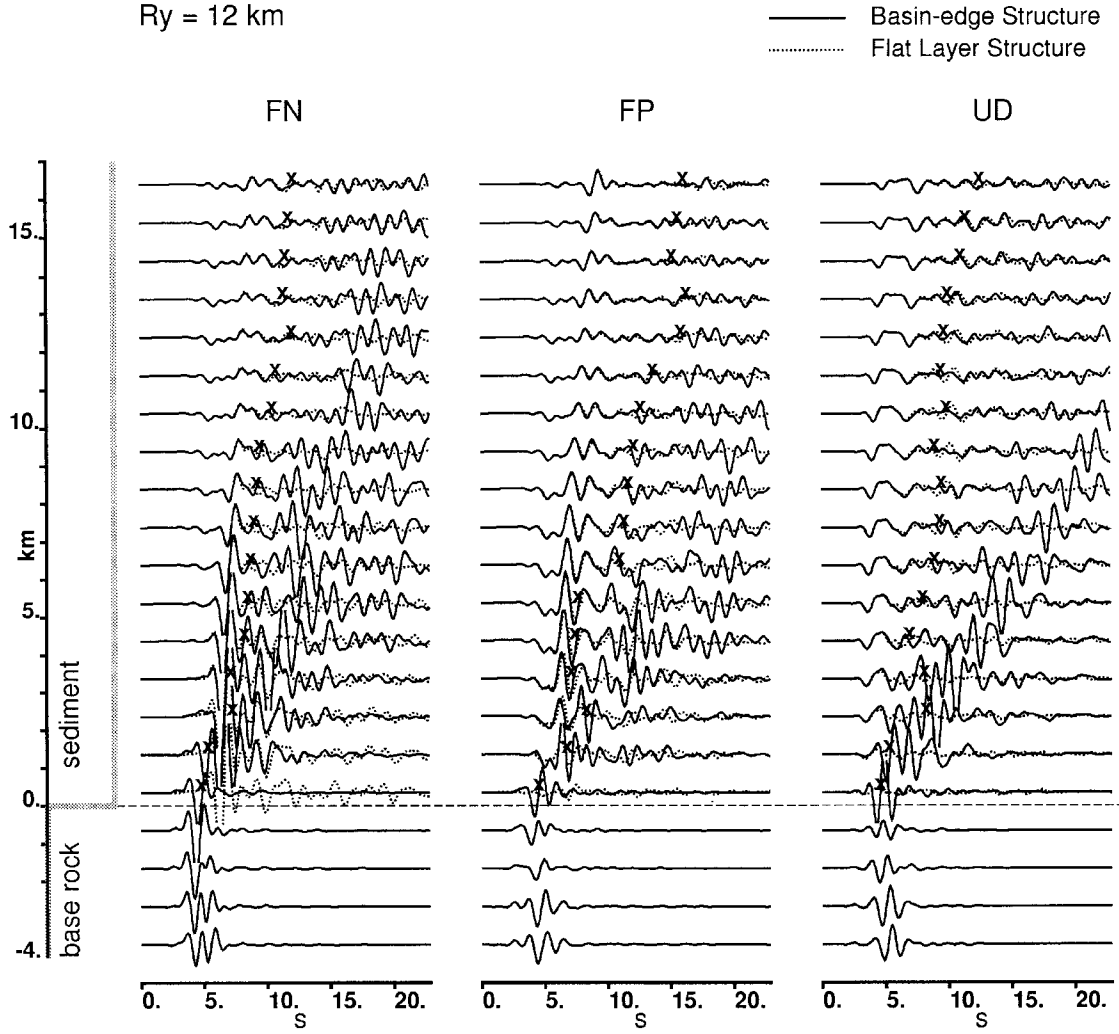 Ry = 12 km
Basin-edge Structure
Flat Layer Structure
FN FP UD
15.
10.
km
5.
sediment
0.
base rock
-4.
0. 5. 10. 15. 20. 0. 5. 10. 15. 20. 0. 5. 10. 15. 20.
S S S